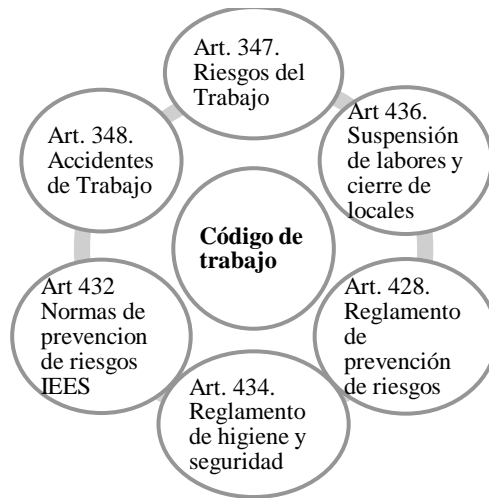 Art. 347.
Riesgos del
Trabajo
Art 436.
Suspensión
de labores y
cierre de
locales
Art. 428.
Reglamento
de
prevención
de riesgos
Art. 434.
Reglamento
de higiene y
seguridad
Art 432
Normas de
prevencion
de riesgos
IEES
Art. 348.
Accidentes
de Trabajo
Código de
trabajo